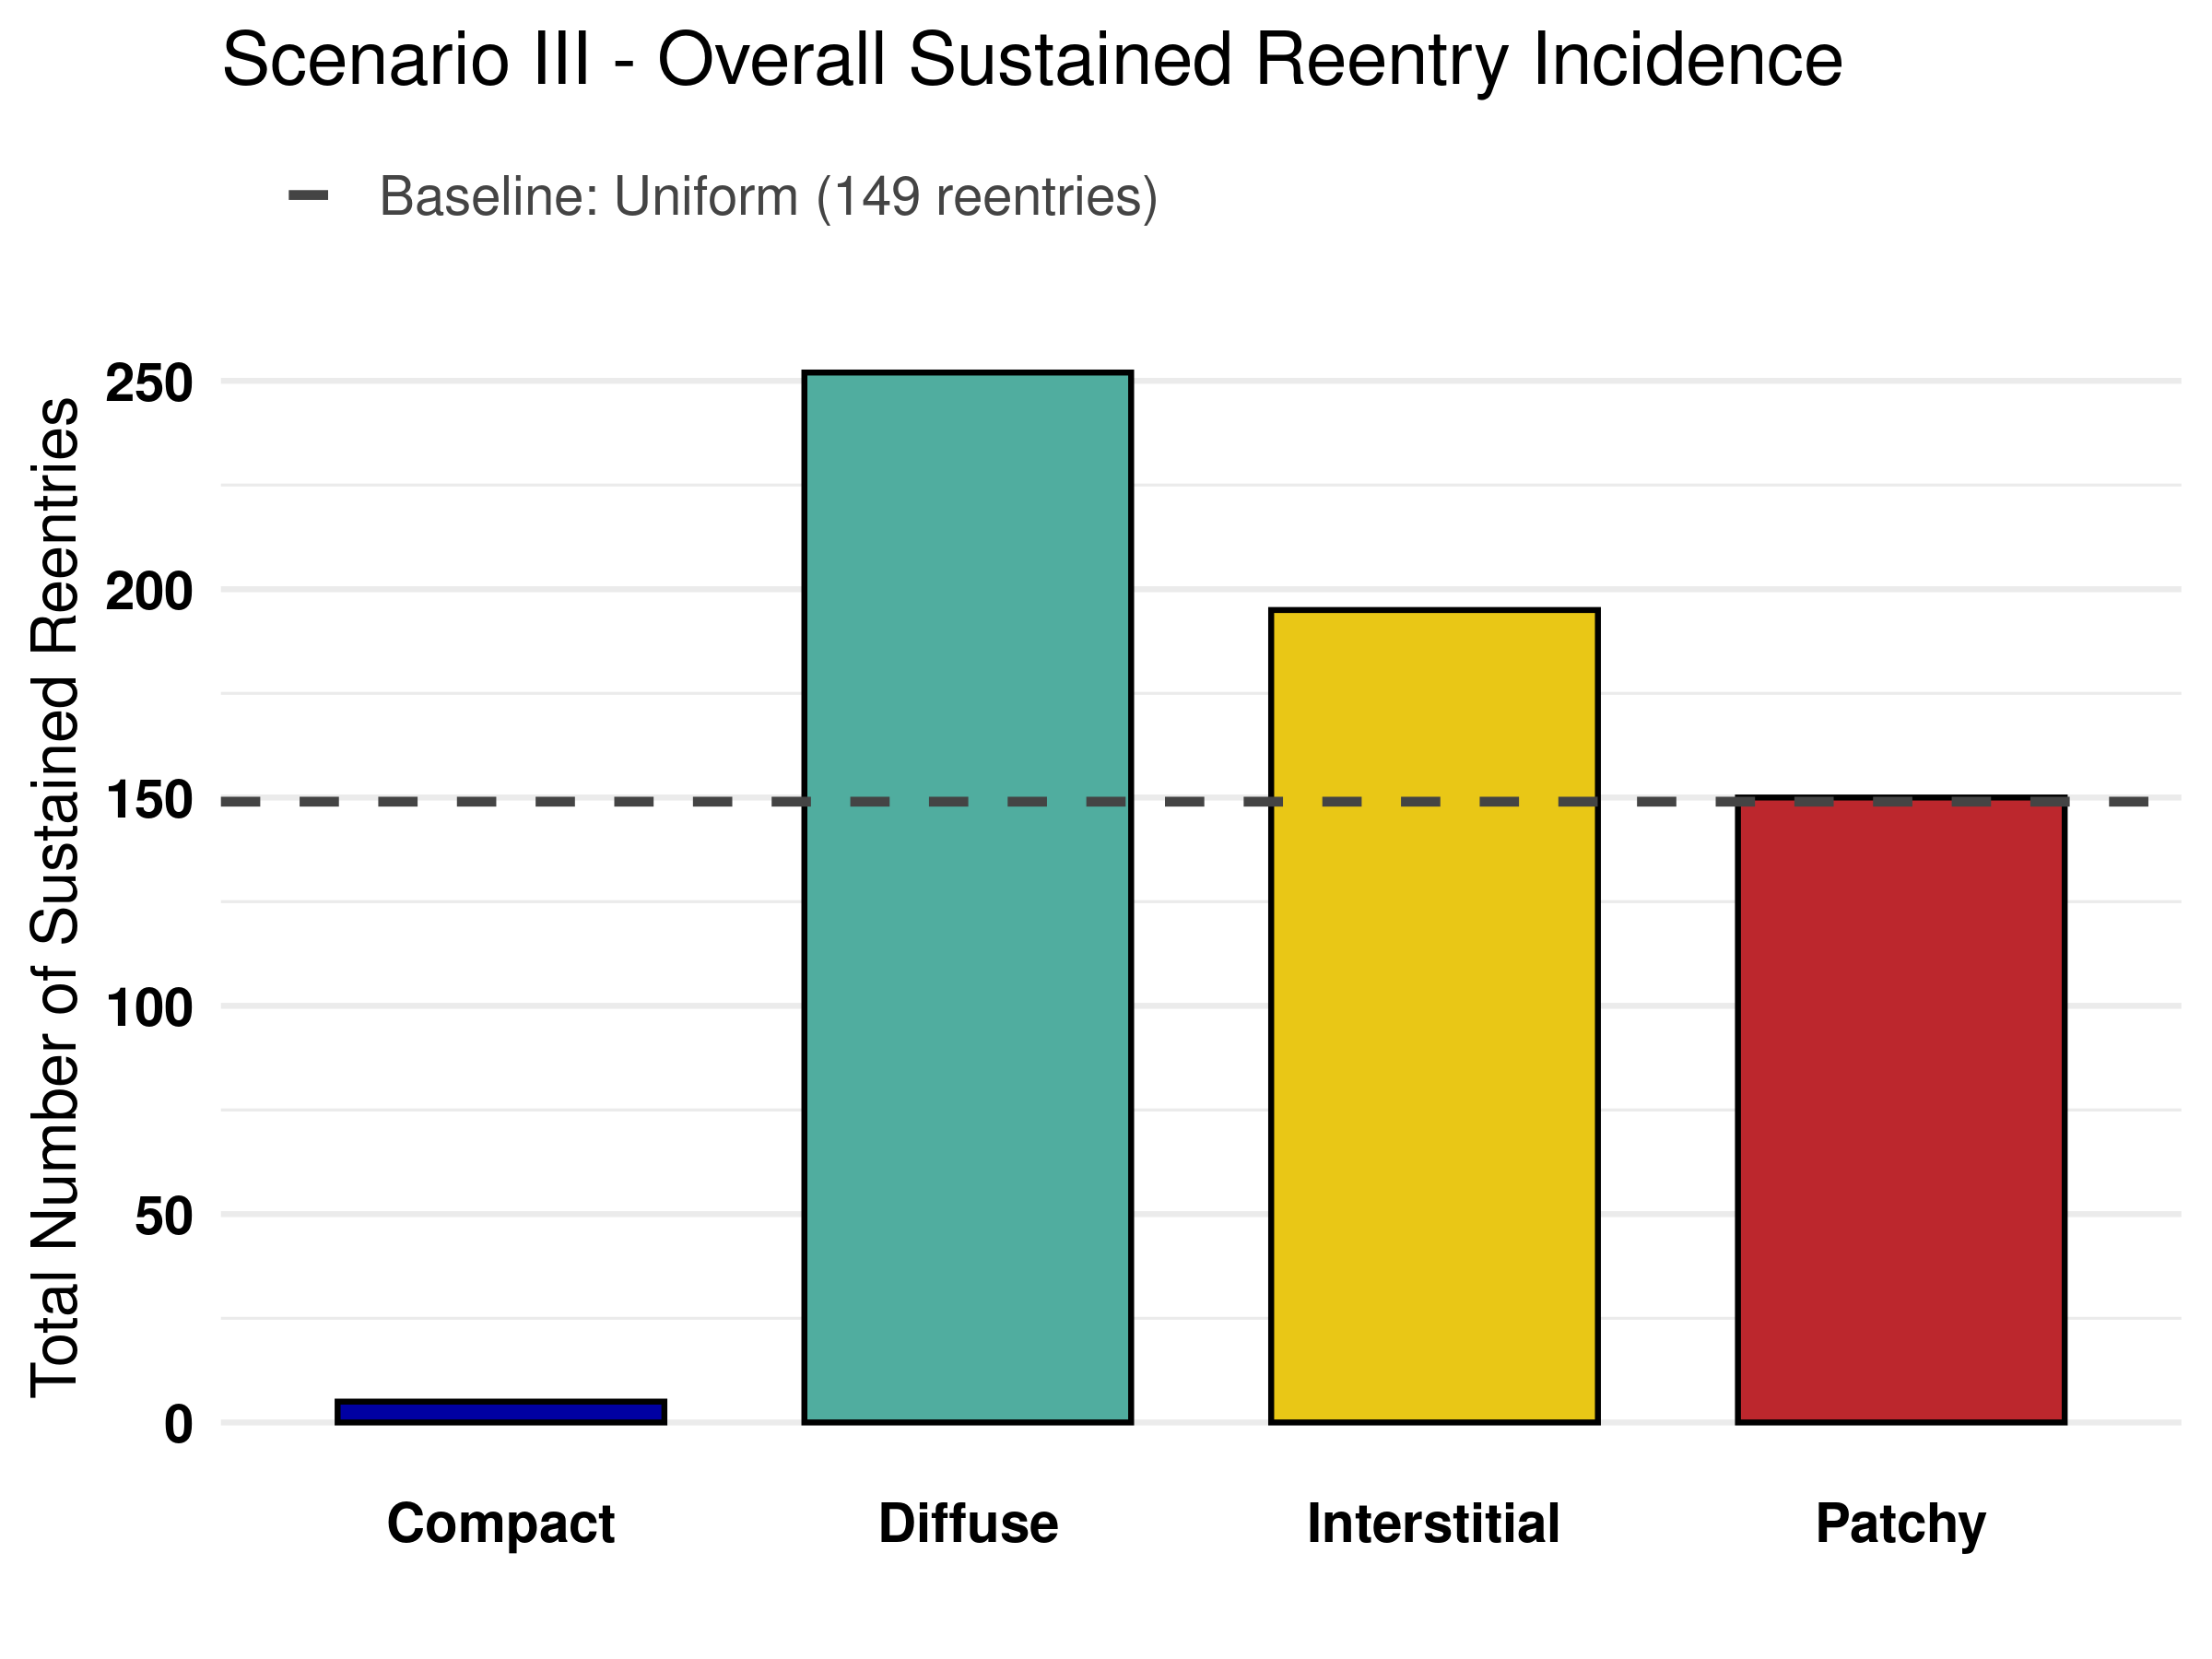 Scenario III - Overall Sustained Reentry Incidence
Baseline: Uniform (149 reentries)
Total Number of Sustained Reentries
250
200
150
100
50
0
Compact Diffuse Interstitial Patchy